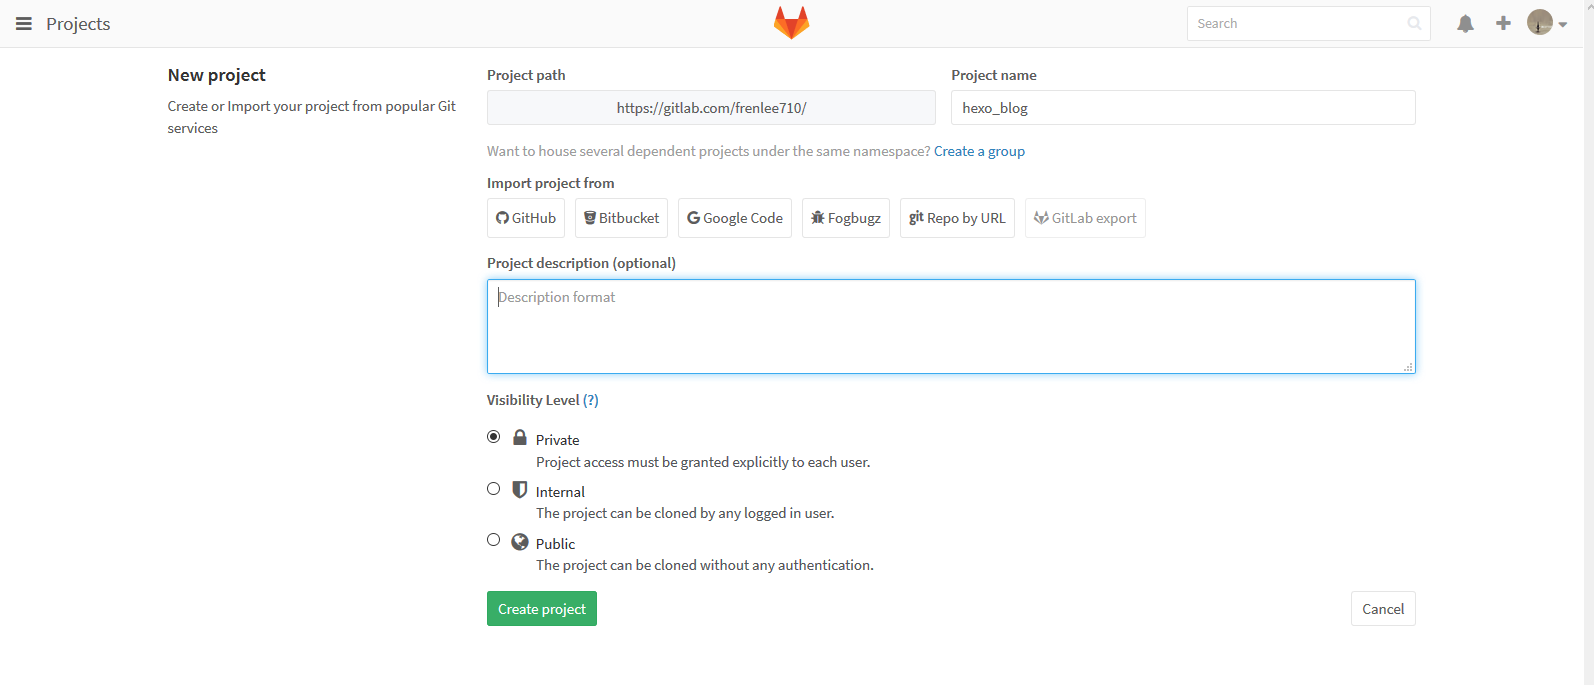 Projects
Search
New project
Create or Import your project from popular Git
services
Project path
Project name
https://gitlab.com/frenlee710/
hexo_blog
Want to house several dependent projects under the same namespace? Create a group
Import project from
GitHub
Bitbucket
Google Code
Fogbugz
git Repo by URL
GitLab export
Project description (optional)
Description format
Visibility Level (?)
Private
Project access must be granted explicitly to each user.
Internal
The project can be cloned by any logged in user.
Public
The project can be cloned without any authentication.
Create project
Cancel